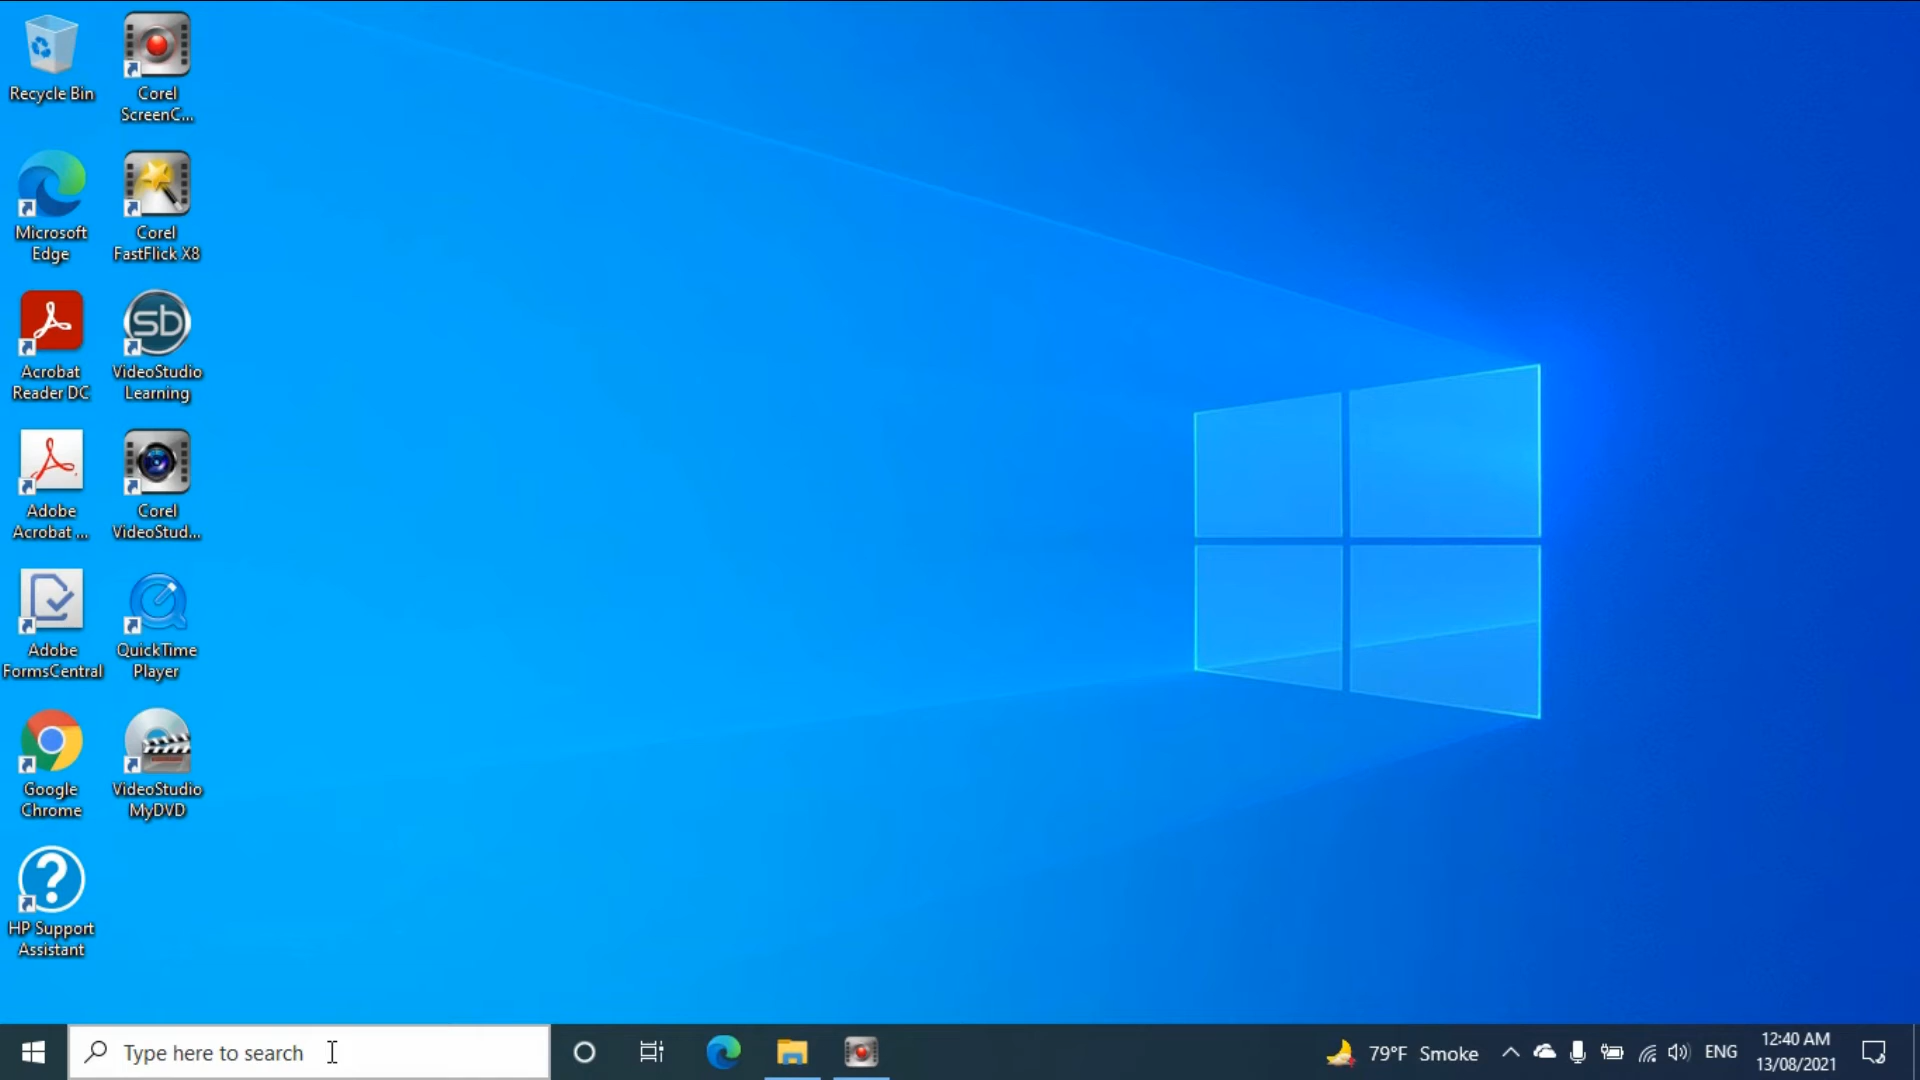 Recycle Bin
Corel
ScreenC...
Microsoft
Edge
Corel
FastFlick X8
Acrobat
Reader DC
sb
VideoStudio
Learning
Adobe
Acrobat ...
Corel
VideoStud...
Adobe
FormsCentral
QuickTime
Player
Google
Chrome
VideoStudio
MyDVD
?
HP Support
Assistant
Type here to search
79°F Smoke
ENG
12:40 AM
13/08/2021